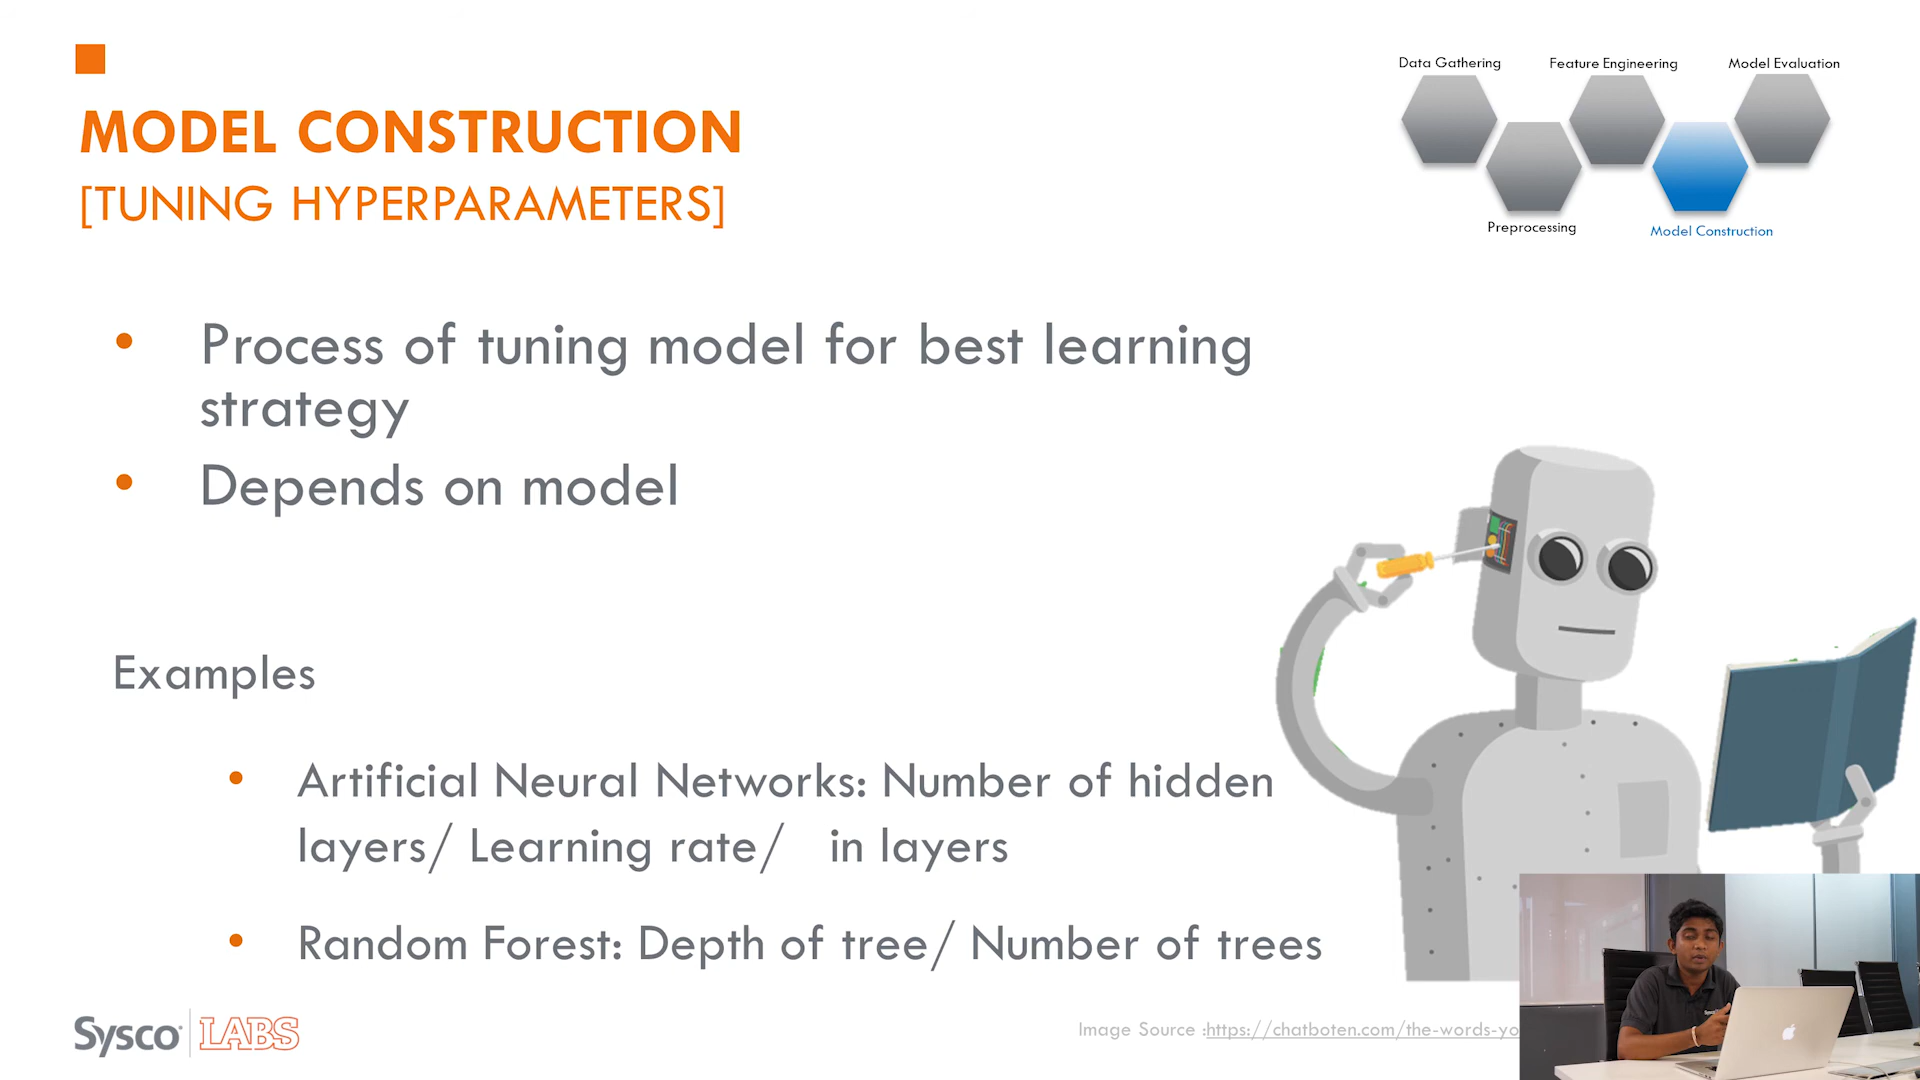 MODEL CONSTRUCTION
[TUNING HYPERPARAMETERS]
Data Gathering
Feature Engineering
Model Evaluation
Preprocessing
Model Construction
• Process of tuning model for best learning
strategy
• Depends on model
Examples
• Artificial Neural Networks: Number of hidden
layers/ Learning rate/ in layers
• Random Forest: Depth of tree/ Number of trees
Sysco LABS
Image Source :https://chatboten.com/the-words-yo